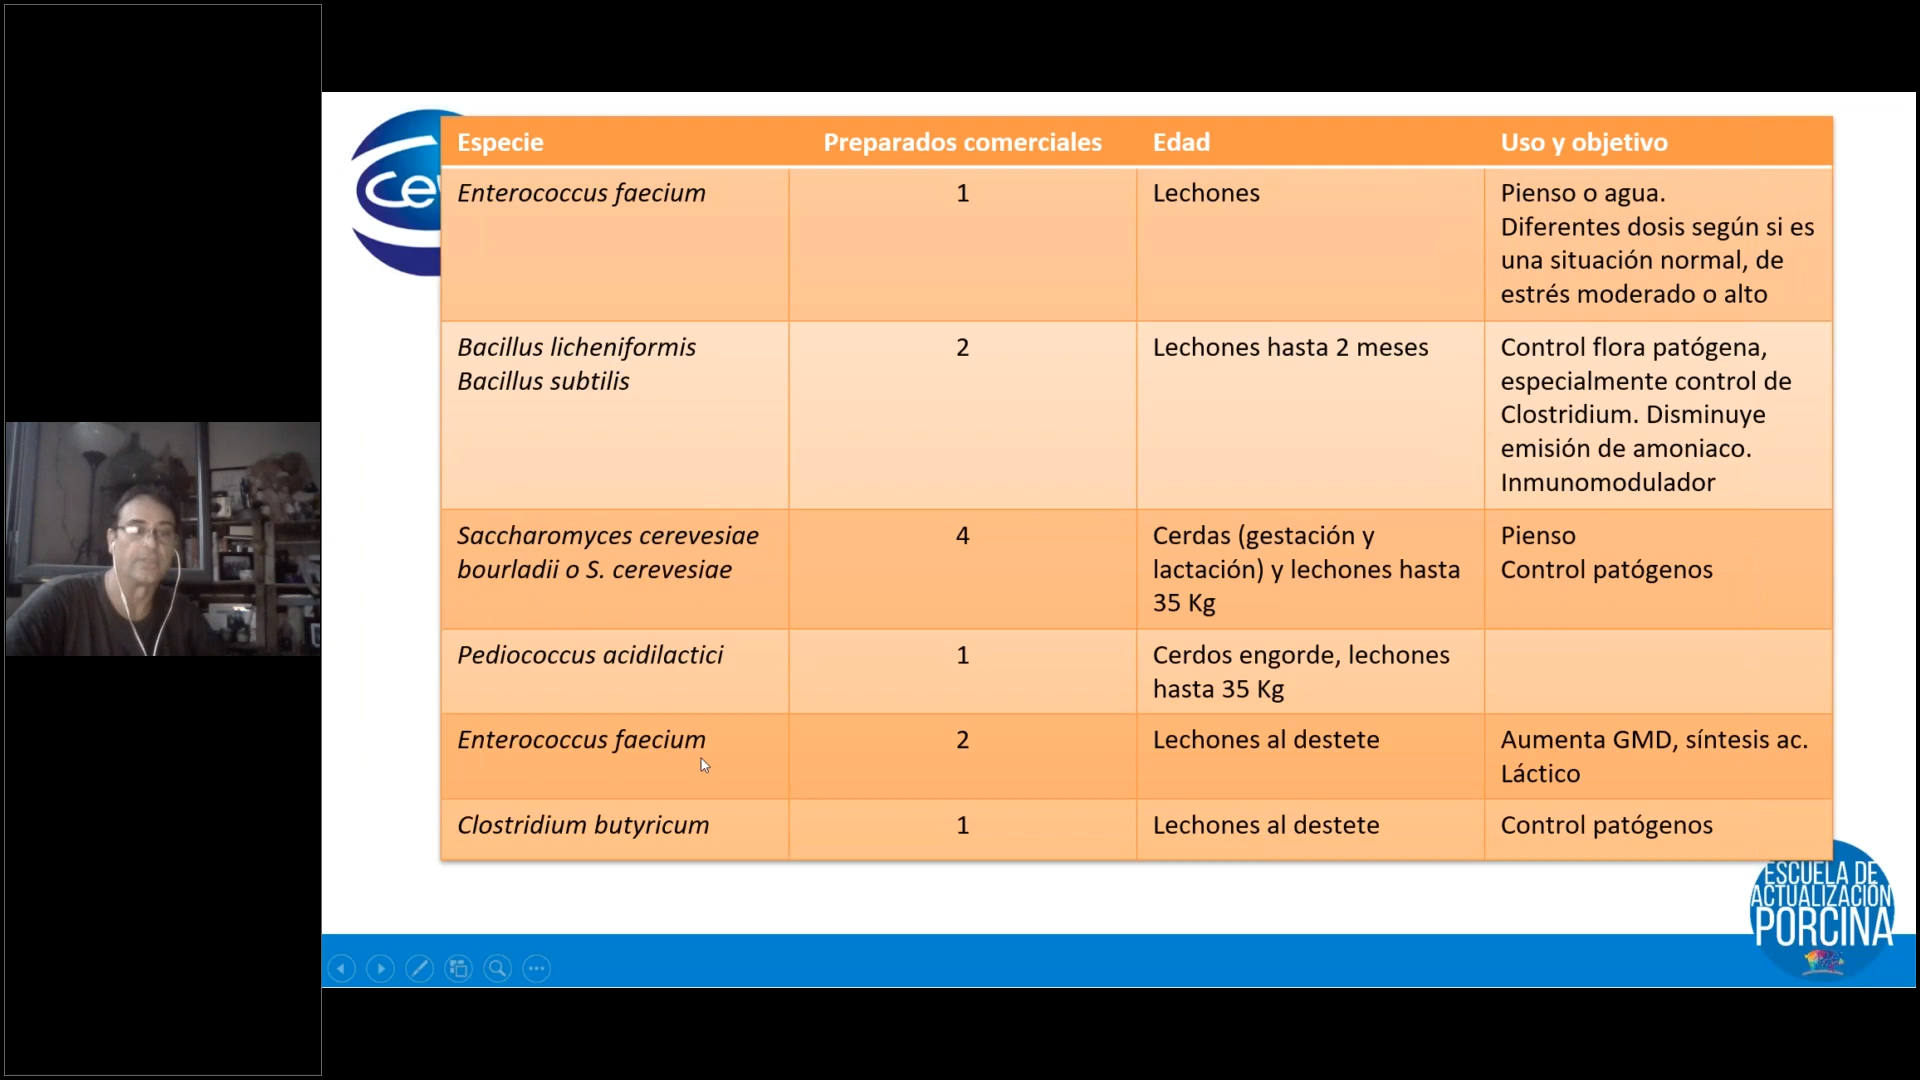 Ce
Especie Preparados comerciales Edad Uso y objetivo
Enterococcus faecium 1 Lechones Pienso o agua.
Diferentes dosis según si es
una situación normal, de
estrés moderado o alto
Bacillus licheniformis 2 Lechones hasta 2 meses Control flora patógena,
Bacillus subtilis especialmente control de
Clostridium. Disminuye
emisión de amoniaco.
Inmunomodulador
Saccharomyces cerevesiae 4 Cerdas (gestación y Pienso
bourladii o S. cerevesiae lactación) y lechones hasta Control patógenos
35 Kg
Pediococcus acidilactici 1 Cerdos engorde, lechones
hasta 35 Kg
Enterococcus faecium 2 Lechones al destete Aumenta GMD, síntesis ac.
Láctico
Clostridium butyricum 1 Lechones al destete Control patógenos
ESCUELA DE
ACTUALIZACIÓN
PORCINA